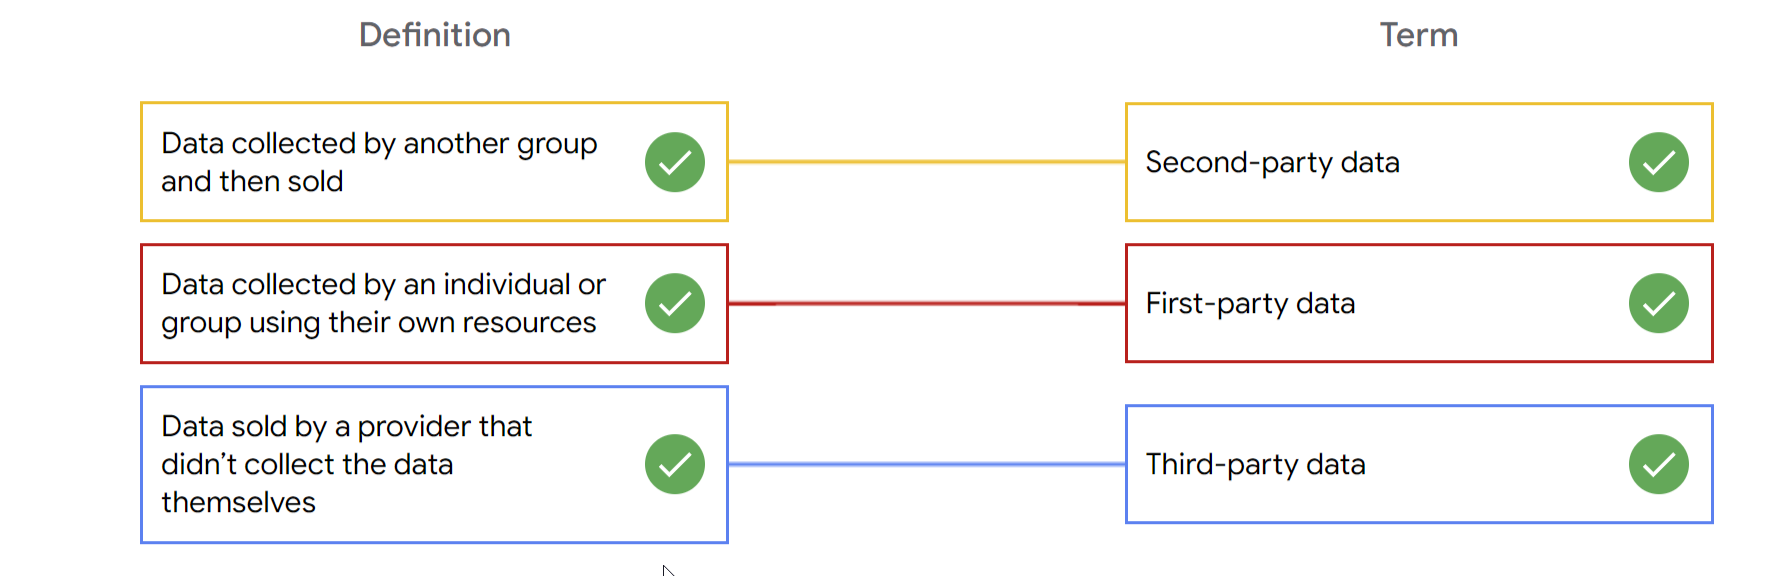 Definition
Term
Data collected by another group
and then sold
Second-party data
Data collected by an individual or
group using their own resources
First-party data
Data sold by a provider that
didn’t collect the data
themselves
Third-party data